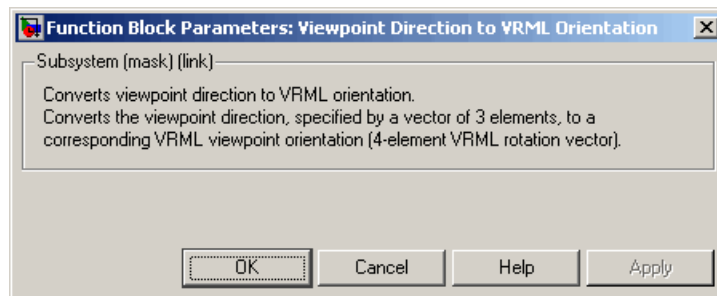 Function Block Parameters: Viewpoint Direction to VRML Orientation
Subsystem (mask) (link)
Converts viewpoint direction to VRML orientation.
Converts the viewpoint direction, specified by a vector of 3 elements, to a
corresponding VRML viewpoint orientation (4-element VRML rotation vector).
OK Cancel Help Apply